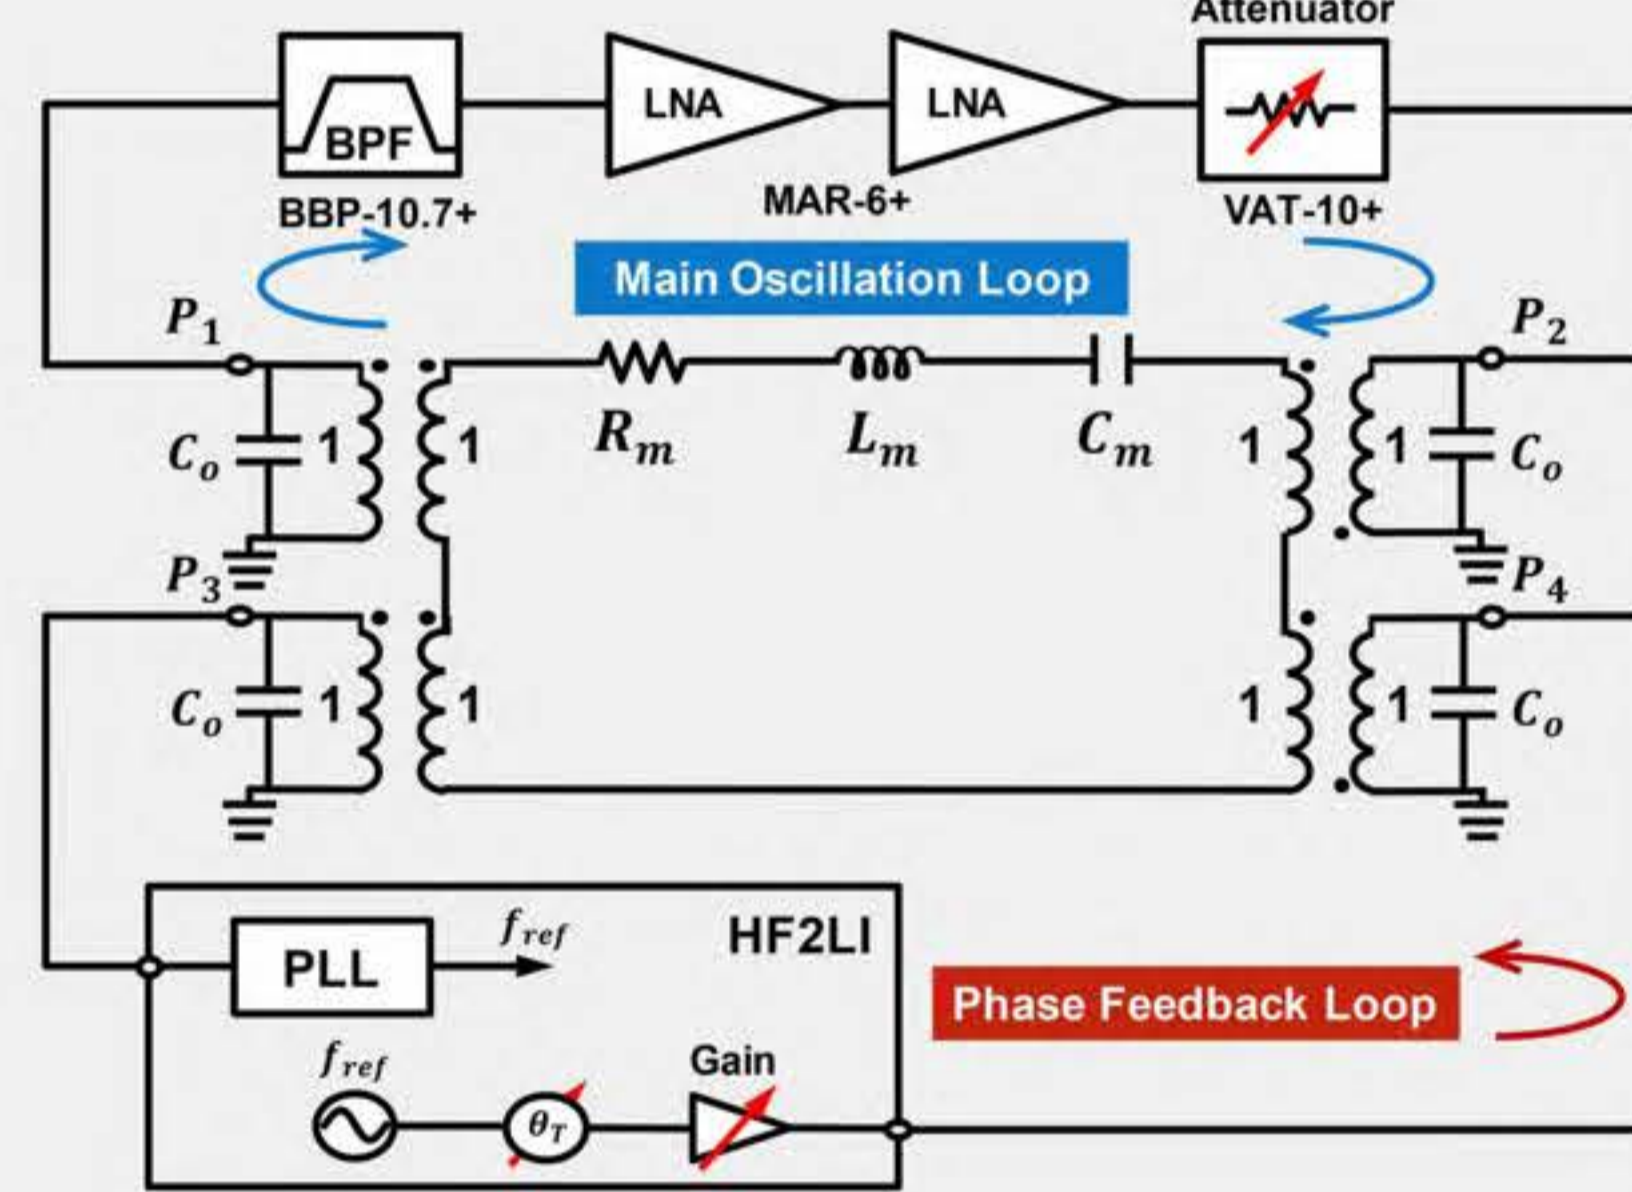 Attenuator
BPF
LNA
LNA
BBP-10.7+
MAR-6+
VAT-10+
Main Oscillation Loop
P1
P2
Rm
Lm
Cm
Co
1
1
1
1
Co
P3
P4
Co
1
1
1
1
Co
PLL
fref
HF2LI
Phase Feedback Loop
fref
θT
Gain